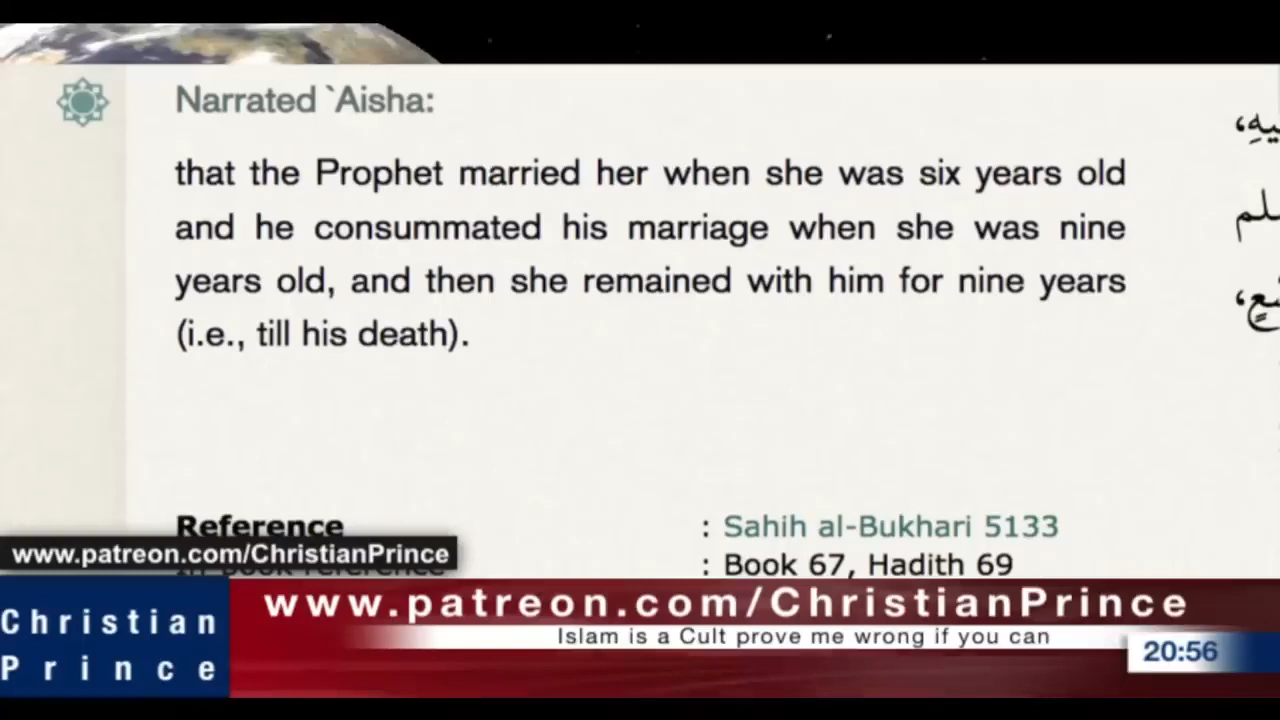 Narrated `Aisha:
that the Prophet married her when she was six years old
and he consummated his marriage when she was nine
years old, and then she remained with him for nine years
(i.e., till his death).
Reference : Sahih al-Bukhari 5133
www.patreon.com/ChristianPrince
In-book reference : Book 67, Hadith 69
www.patreon.com/ChristianPrince
Islam is a Cult prove me wrong if you can
Christian
Prince
20:56